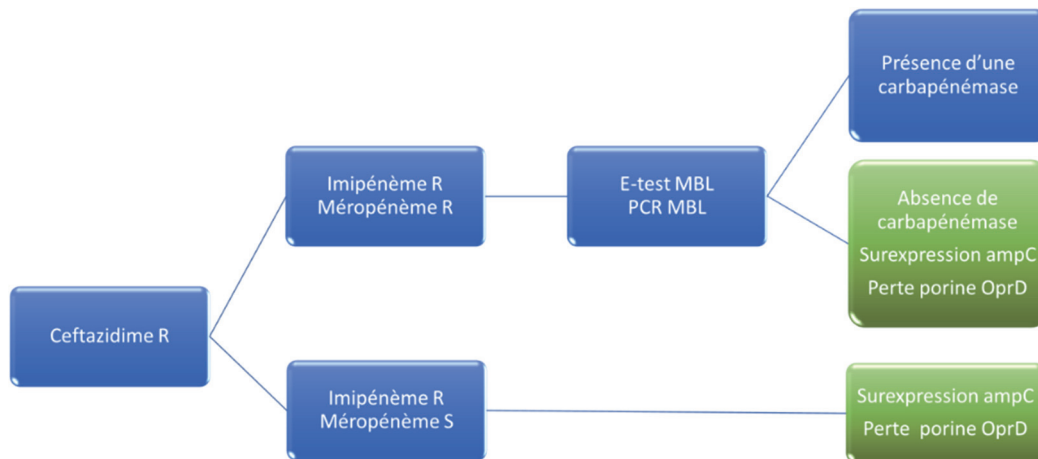 Ceftazidime R
Imipénème R
Méropénème R
E-test MBL
PCR MBL
Présence d'une
carbapénémase
Absence de
carbapénémase
Surexpression ampC
Perte porine OprD
Imipénème R
Méropénème S
Surexpression ampC
Perte porine OprD